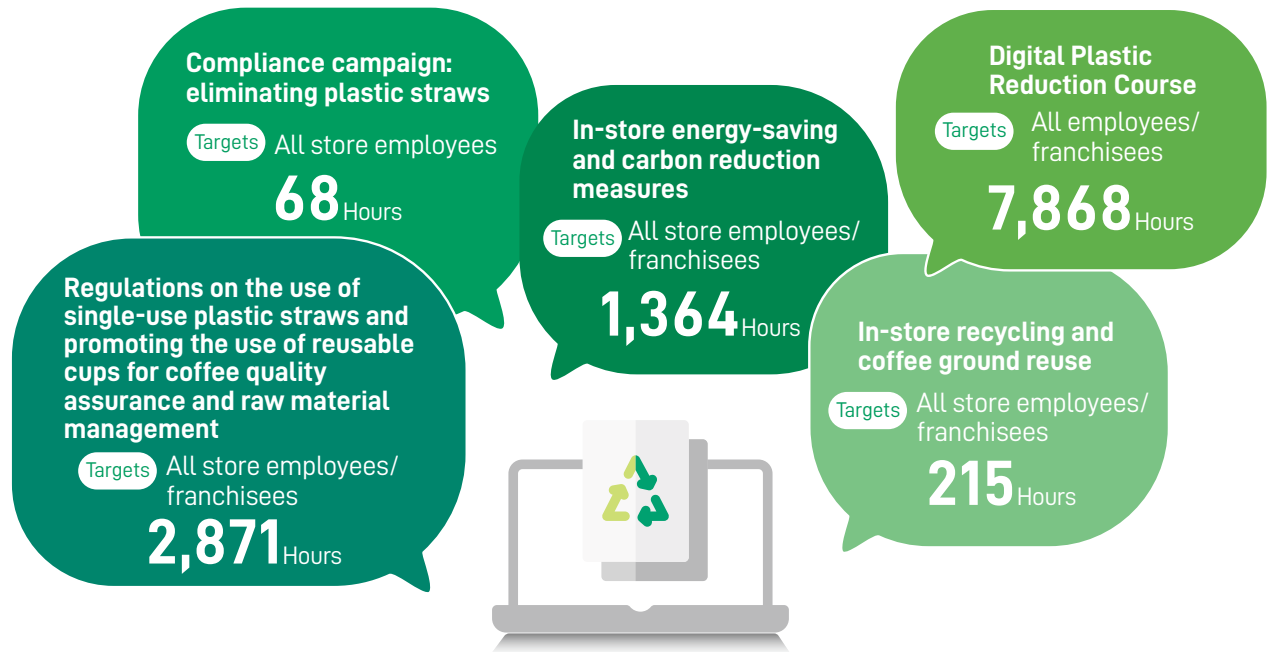 Compliance campaign:
eliminating plastic straws
Targets All store employees
68 Hours
Regulations on the use of
single-use plastic straws and
promoting the use of reusable
cups for coffee quality
assurance and raw material
management
Targets All store employees/
franchisees
2,871 Hours
In-store energy-saving
and carbon reduction
measures
Targets All store employees/
franchisees
1,364 Hours
Digital Plastic
Reduction Course
Targets All employees/
franchisees
7,868 Hours
In-store recycling and
coffee ground reuse
Targets All store employees/
franchisees
215 Hours